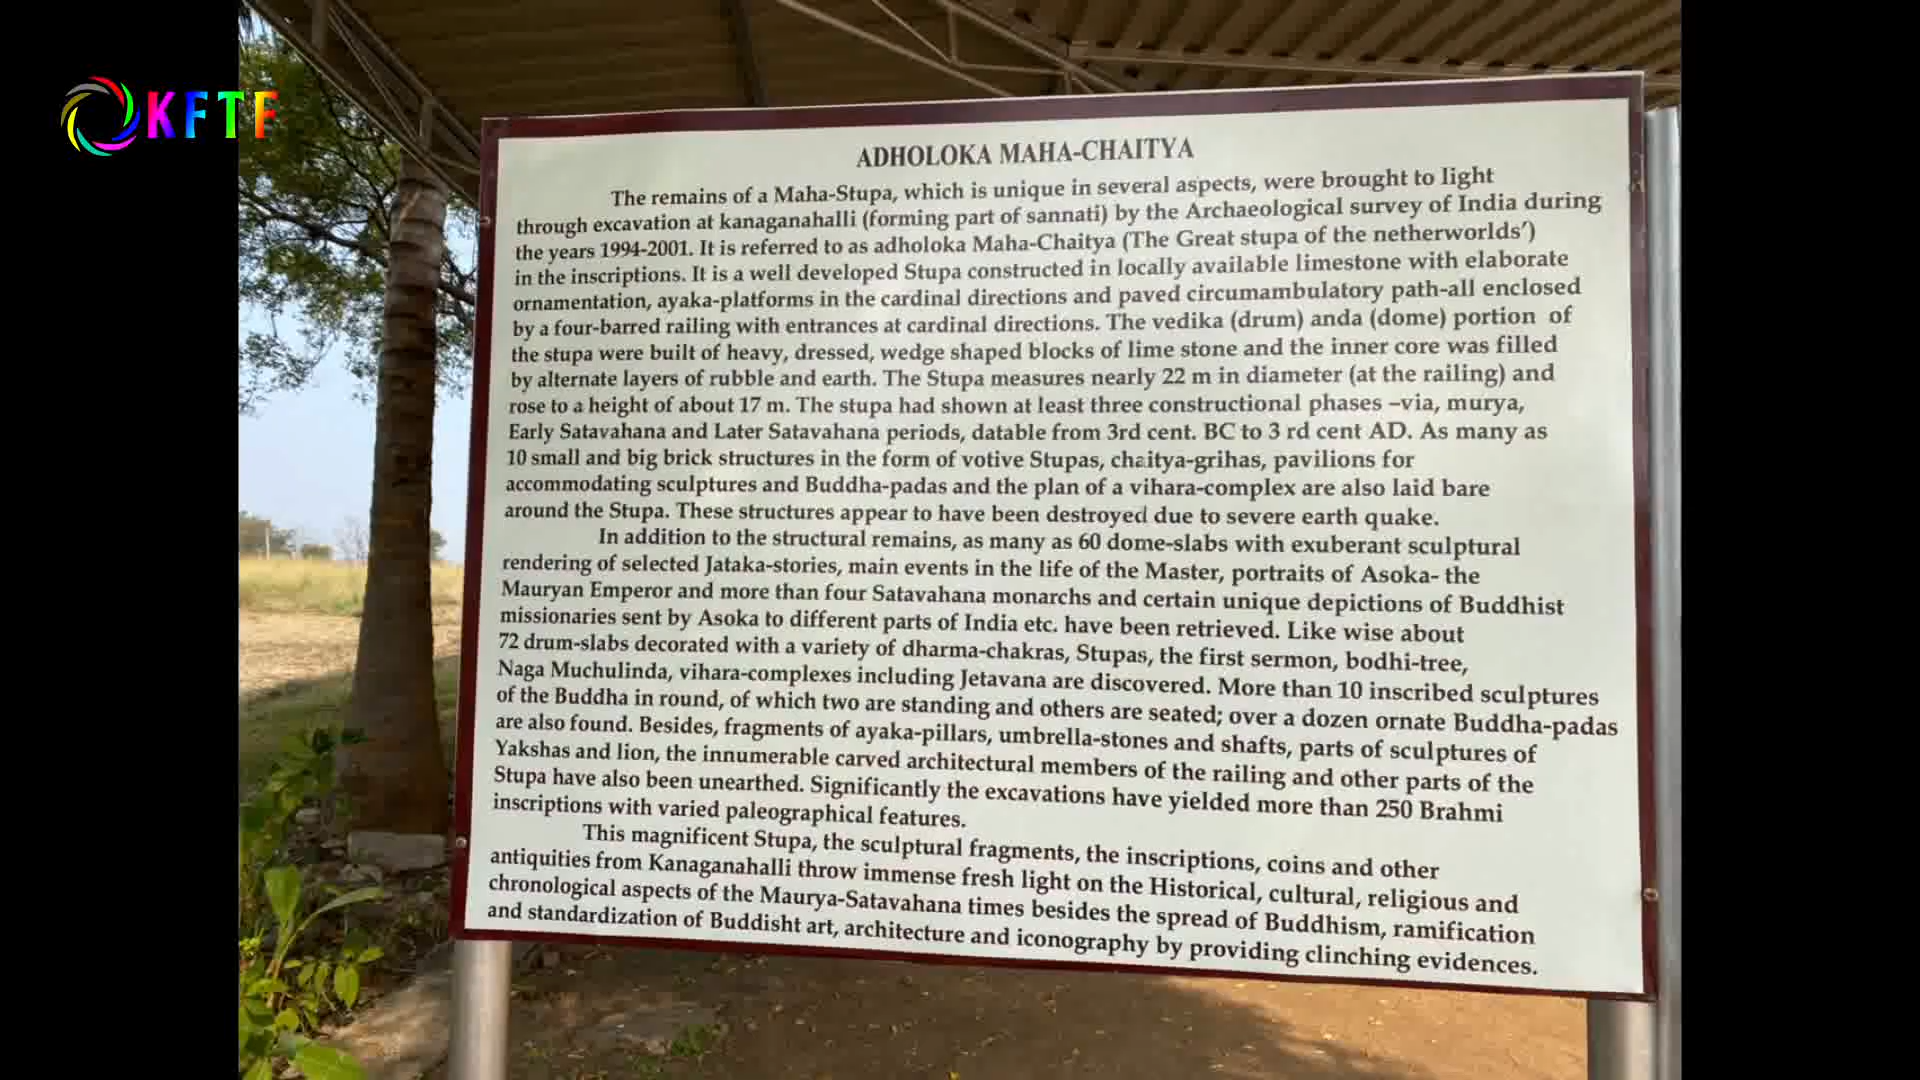 KFTF
ADHOLOKA MAHA-CHAITYA
The remains of a Maha-Stupa, which is unique in several aspects, were brought to light
through excavation at kanaganahalli (forming part of sannati) by the Archaeological survey of India during
the years 1994-2001. It is referred to as adholoka Maha-Chaitya (The Great stupa of the netherworlds’)
in the inscriptions. It is a well developed Stupa constructed in locally available limestone with elaborate
ornamentation, ayaka-platforms in the cardinal directions and paved circumambulatory path-all enclosed
by a four-barred railing with entrances at cardinal directions. The vedika (drum) anda (dome) portion of
the stupa were built of heavy, dressed, wedge shaped blocks of lime stone and the inner core was filled
by alternate layers of rubble and earth. The Stupa measures nearly 22 m in diameter (at the railing) and
rose to a height of about 17 m. The stupa had shown at least three constructional phases –via, murya,
Early Satavahana and Later Satavahana periods, datable from 3rd cent. BC to 3 rd cent AD. As many as
10 small and big brick structures in the form of votive Stupas, chaitya-grihas, pavilions for
accommodating sculptures and Buddha-padas and the plan of a vihara-complex are also laid bare
around the Stupa. These structures appear to have been destroyed due to severe earth quake.
In addition to the structural remains, as many as 60 dome-slabs with exuberant sculptural
rendering of selected Jataka-stories, main events in the life of the Master, portraits of Asoka- the
Mauryan Emperor and more than four Satavahana monarchs and certain unique depictions of Buddhist
missionaries sent by Asoka to different parts of India etc. have been retrieved. Like wise about
72 drum-slabs decorated with a variety of dharma-chakras, Stupas, the first sermon, bodhi-tree,
Naga Muchulinda, vihara-complexes including Jetavana are discovered. More than 10 inscribed sculptures
of the Buddha in round, of which two are standing and others are seated; over a dozen ornate Buddha-padas
are also found. Besides, fragments of ayaka-pillars, umbrella-stones and shafts, parts of sculptures of
Yakshas and lion, the innumerable carved architectural members of the railing and other parts of the
Stupa have also been unearthed. Significantly the excavations have yielded more than 250 Brahmi
inscriptions with varied paleographical features.
This magnificent Stupa, the sculptural fragments, the inscriptions, coins and other
antiquities from Kanaganahalli throw immense fresh light on the Historical, cultural, religious and
chronological aspects of the Maurya-Satavahana times besides the spread of Buddhism, ramification
and standardization of Buddisht art, architecture and iconography by providing clinching evidences.